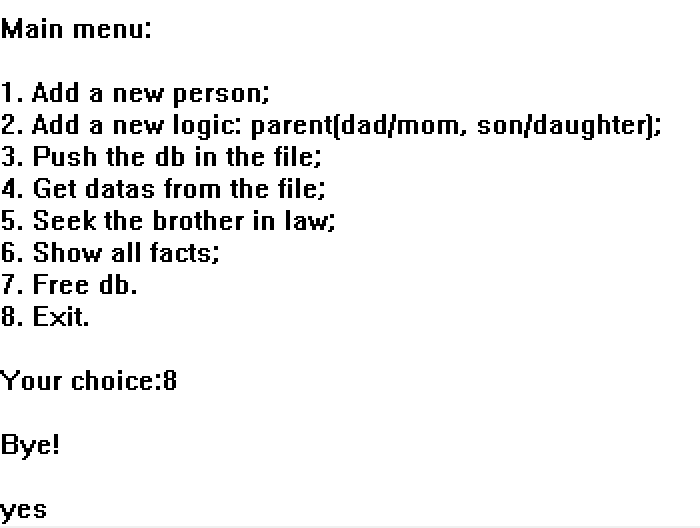 Main menu:
1. Add a new person;
2. Add a new logic: parent(dad/mom, son/daughter);
3. Push the db in the file;
4. Get datas from the file;
5. Seek the brother in law;
6. Show all facts;
7. Free db.
8. Exit.
Your choice:8
Bye!
yes